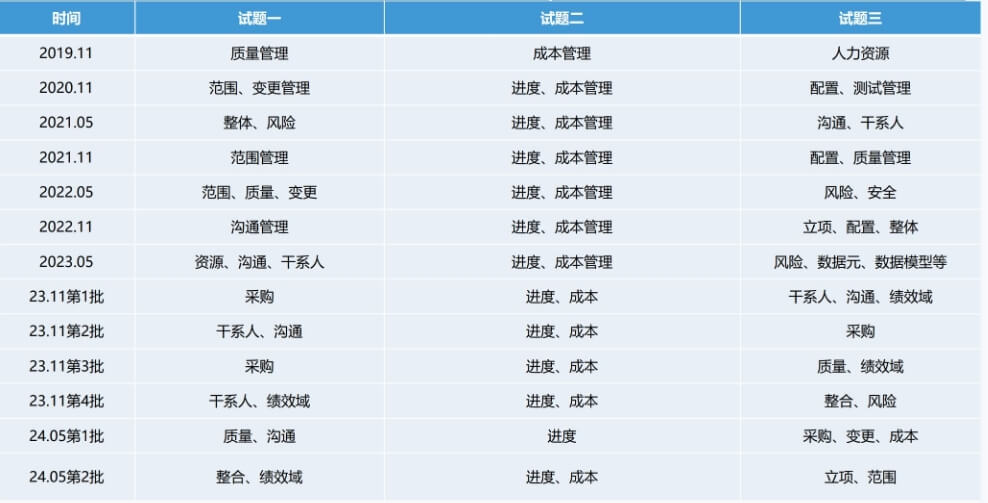 时间 试题一 试题二 试题三
2019.11 质量管理 成本管理 人力资源
2020.11 范围、变更管理 进度、成本管理 配置、测试管理
2021.05 整体、风险 进度、成本管理 沟通、干系人
2021.11 范围管理 进度、成本管理 配置、质量管理
2022.05 范围、质量、变更 进度、成本管理 风险、安全
2022.11 沟通管理 进度、成本管理 立项、配置、整体
2023.05 资源、沟通、干系人 进度、成本管理 风险、数据元、数据模型等
23.11第1批 采购 进度、成本 干系人、沟通、绩效域
23.11第2批 干系人、沟通 进度、成本 采购
23.11第3批 采购 进度、成本 质量、绩效域
23.11第4批 干系人、绩效域 进度、成本 整合、风险
24.05第1批 质量、沟通 进度 采购、变更、成本
24.05第2批 整合、绩效域 进度、成本 立项、范围